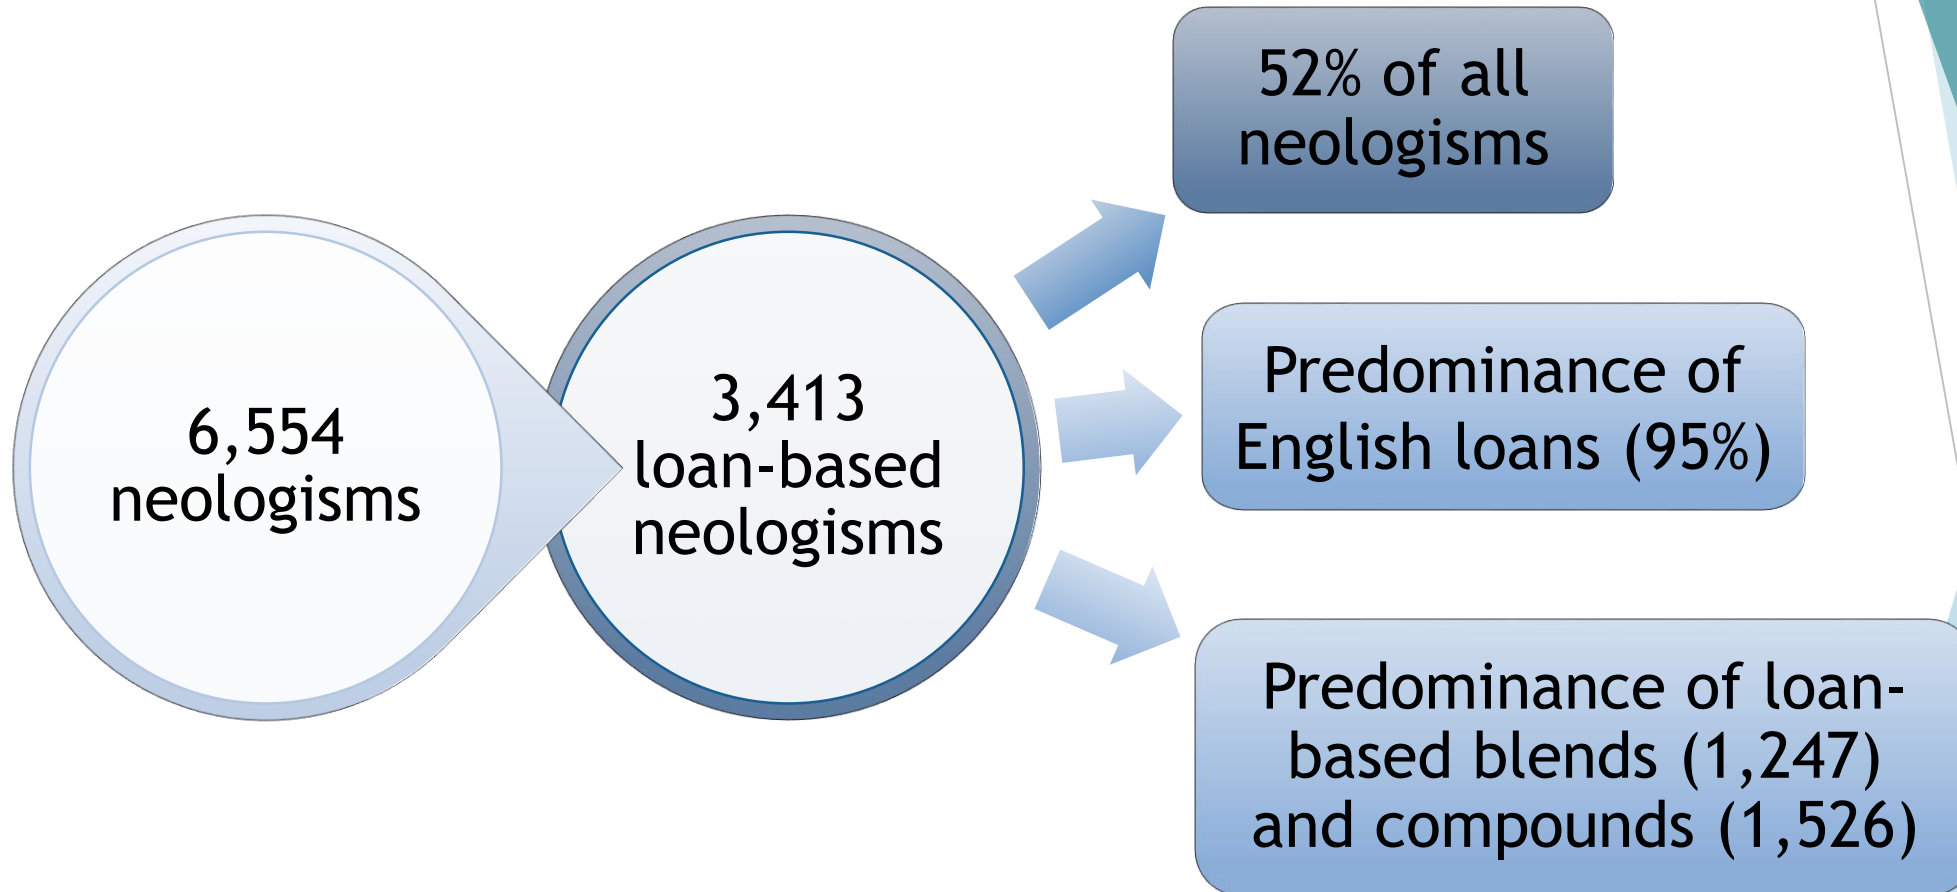 6,554
neologisms
3,413
loan-based
neologisms
52% of all
neologisms
Predominance of
English loans (95%)
Predominance of loan-
based blends (1,247)
and compounds (1,526)